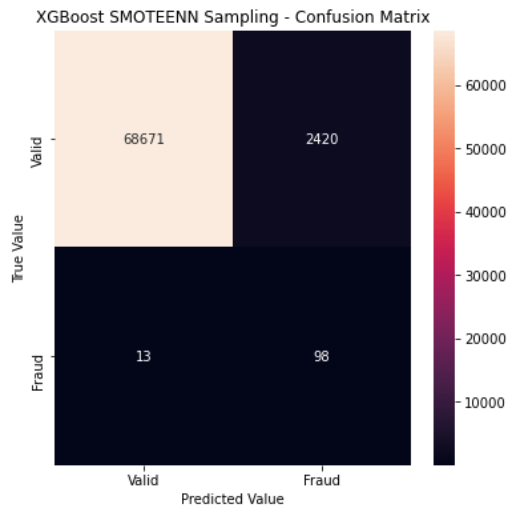 XGBoost SMOTEENN Sampling - Confusion Matrix
True Value
Valid
Fraud
68671
2420
13
98
Valid
Fraud
Predicted Value
60000
50000
40000
30000
20000
10000